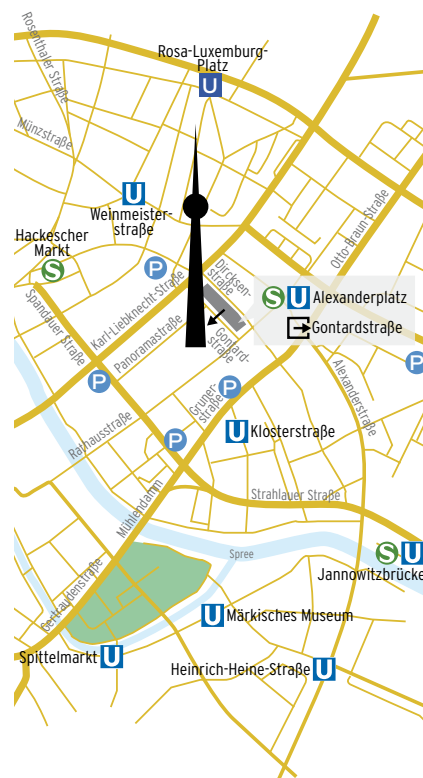 Rosa-Luxemburg-
Platz
U
Rosenthaler Straße
Münzstraße
U
Weinmeister-
straße
Hackescher
Markt
S
P
Otto-Braun-Straße
Dircksen-
straße
Karl-Liebknecht-Straße
Spandauer Straße
Panoramastraße
Gontard-
straße
S U Alexanderplatz
Gontardstraße
Alexanderstraße
P
P
P
Gruner-
straße
Rathausstraße
P
U Klosterstraße
Mühlendamm
Strahlauer Straße
Spree
S U
Jannowitzbrücke
Gertraudenstraße
U Märkisches Museum
Spittelmarkt U
Heinrich-Heine-Straße U